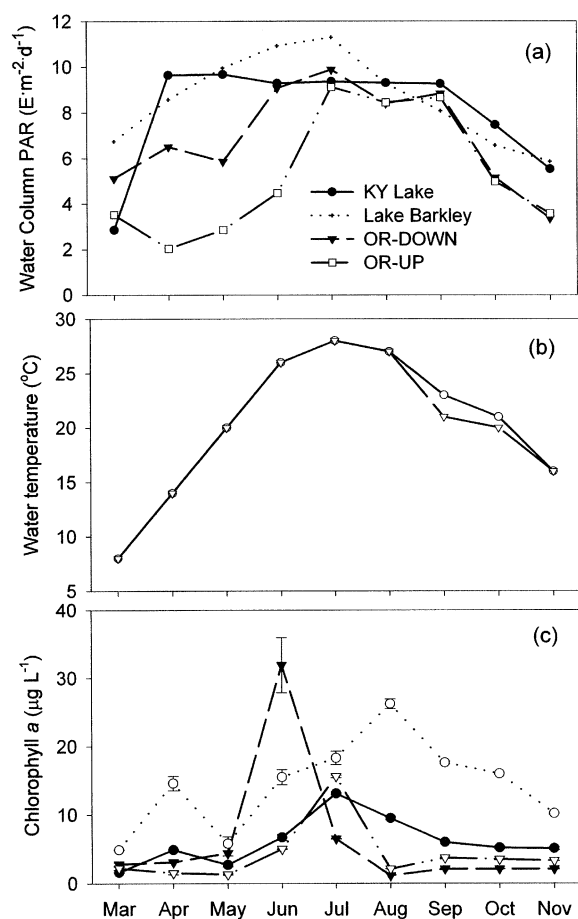 12
10
8
6
4
2
0
Water Column PAR (E·m⁻²·d⁻¹)
(a)
KY Lake
Lake Barkley
OR-DOWN
OR-UP
30
25
20
15
10
5
Water temperature (°C)
(b)
40
30
20
10
0
Chlorophyll a (μg L⁻¹)
(c)
Mar Apr May Jun Jul Aug Sep Oct Nov